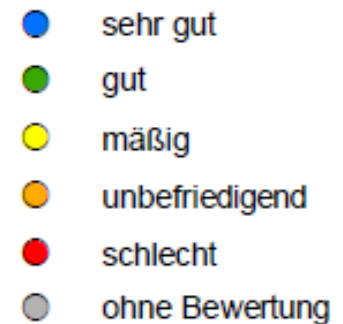 sehr gut
gut
mäßig
unbefriedigend
schlecht
ohne Bewertung